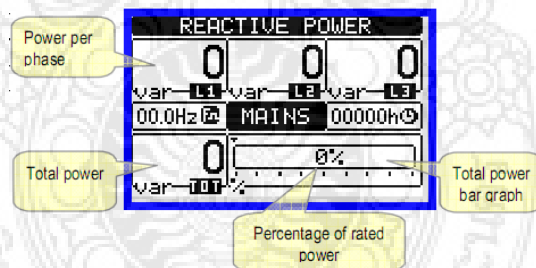 REACTIVE POWER
Power per
phase
0 0 0
var L1 var L2 var L3
00.0Hz MAINS 00000h
0 0%
var TOT %
Total power
Total power
bar graph
Percentage of rated
power